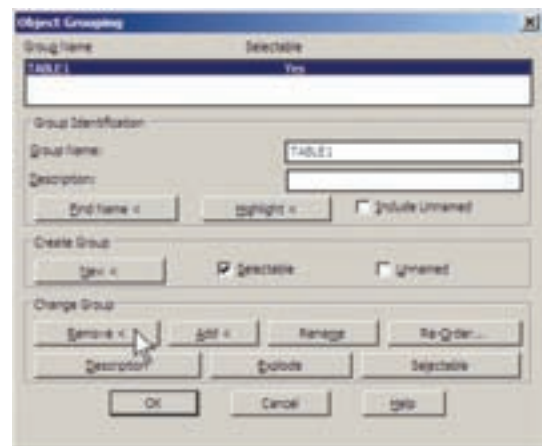 Object Grouping
Group Name Selectable
TABLE1 Yes
Group Identification
Group Name: TABLE1
Description:
Find Name < Highlight < Include Unnamed
Create Group
New < Selectable Unnamed
Change Group
Remove < Add < Rename Re-Order...
Description Explode Selectable
OK Cancel Help